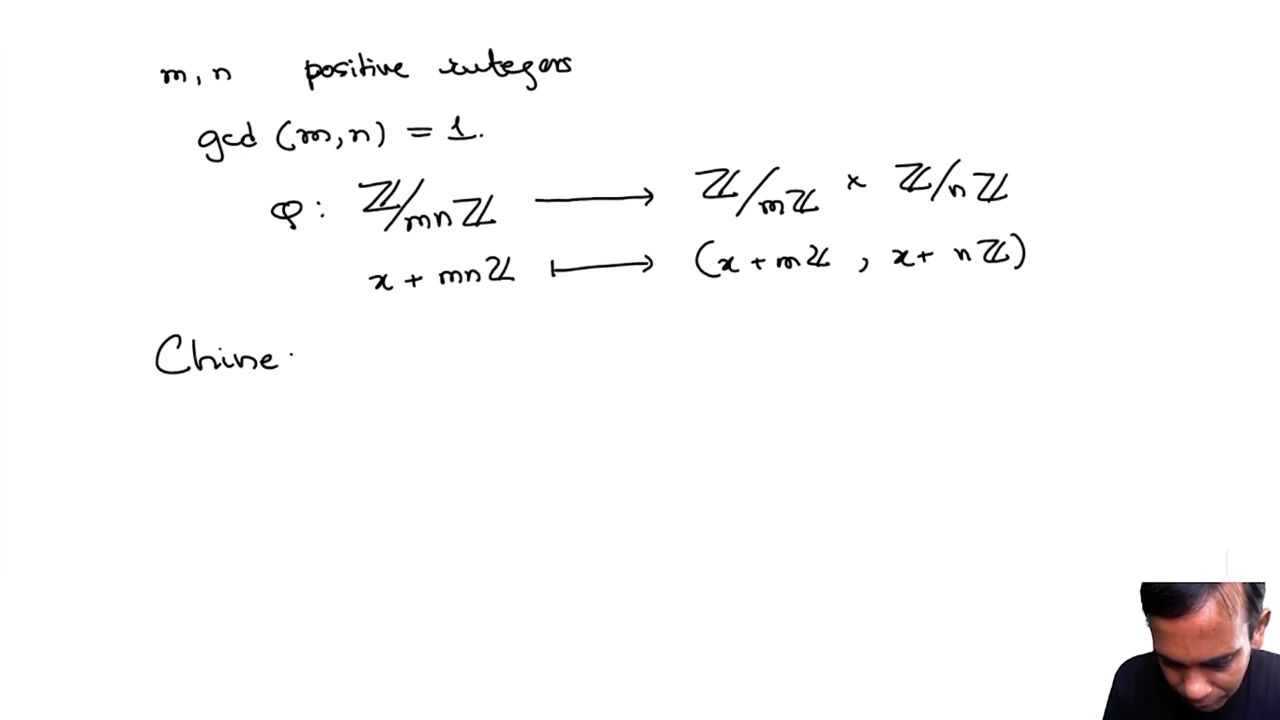 m, n positive integers
gcd (m, n) = 1.
φ: ℤ/mnℤ ⟶ ℤ/mℤ × ℤ/nℤ
x + mnℤ ⟼ (x + mℤ , x + nℤ)
Chine